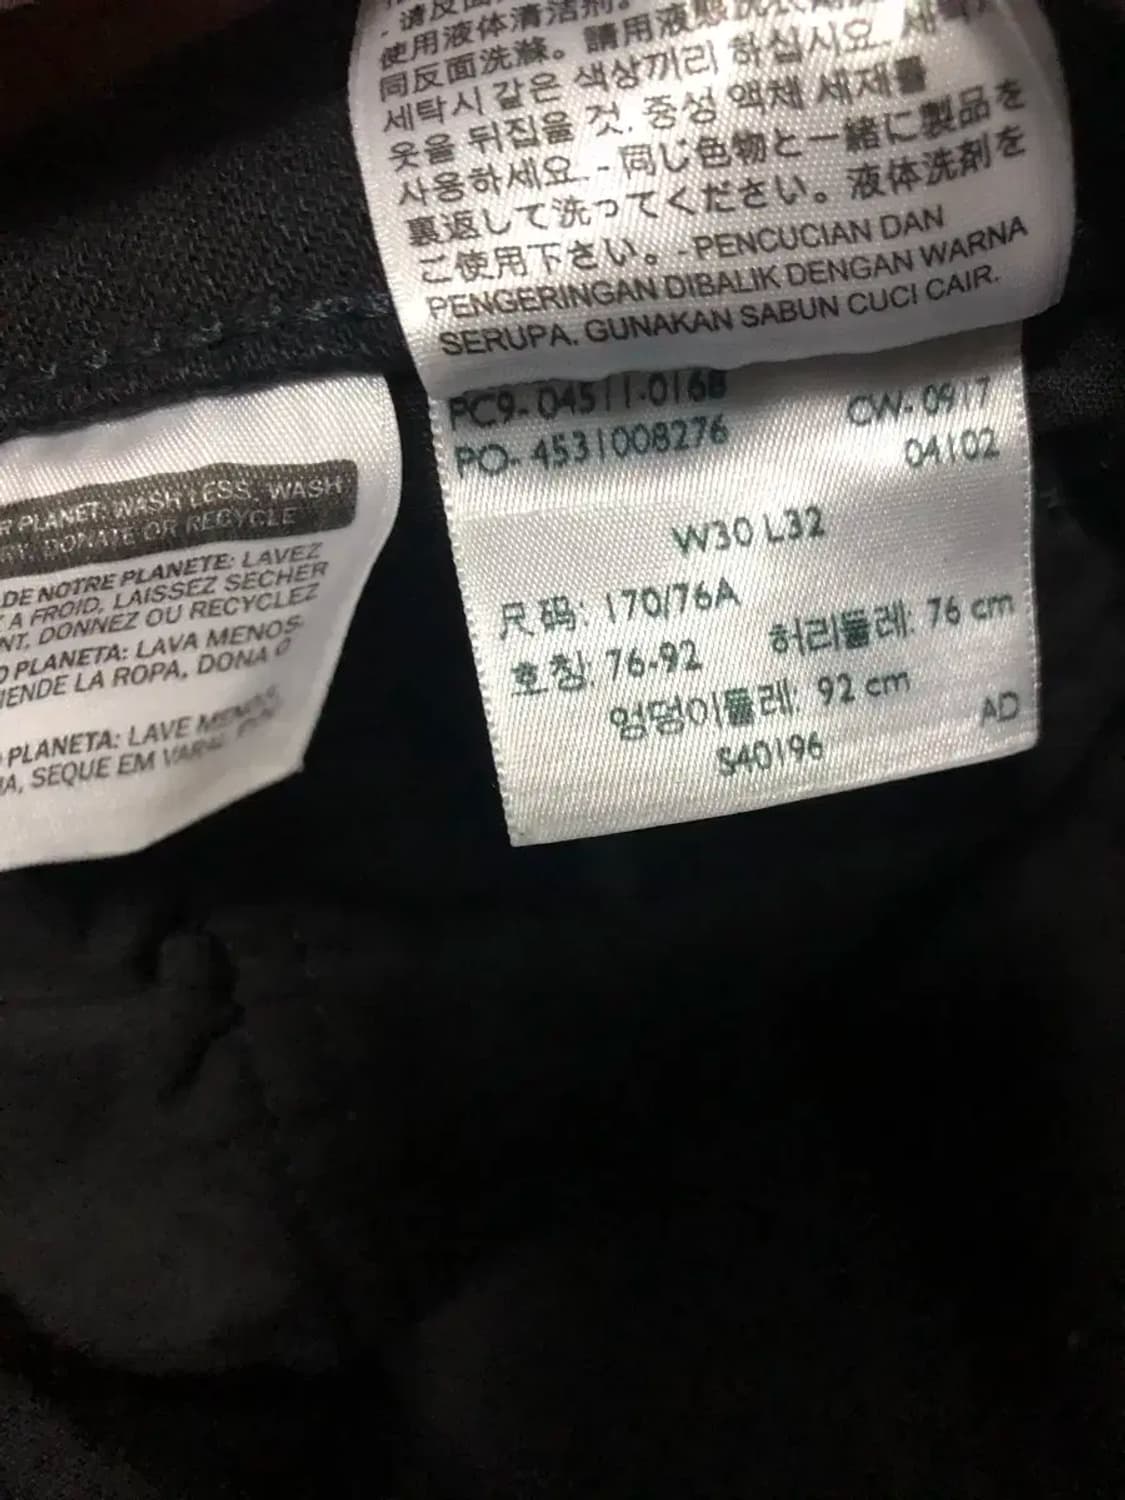 使用液体清洁剂。
同反面洗滌。請用液態洗衣
세탁시 같은 색상끼리 하십시요. 세탁시
옷을 뒤집을 것. 중성 액체 세제를
사용하세요. - 同じ色物と一緒に製品を
裏返して洗ってください。液体洗剤を
ご使用下さい。-PENCUCIAN DAN
PENGERINGAN DIBALIK DENGAN WARNA
SERUPA. GUNAKAN SABUN CUCI CAIR.
PC9-04511-0168
CW-0917
PO-4531008276
04102
W30 L32
尺码: 170/76A
호칭: 76-92 허리둘레: 76 cm
엉덩이둘레: 92 cm
AD
S40196
R PLANET: WASH LESS, WASH
DONATE OR RECYCLE
DE NOTRE PLANETE: LAVEZ
A FROID, LAISSEZ SECHER
NT, DONNEZ OU RECYCLEZ
PLANETA: LAVA MENOS
IENDE LA ROPA, DONA O
PLANETA: LAVE MENOS
A, SEQUE EM VARAL